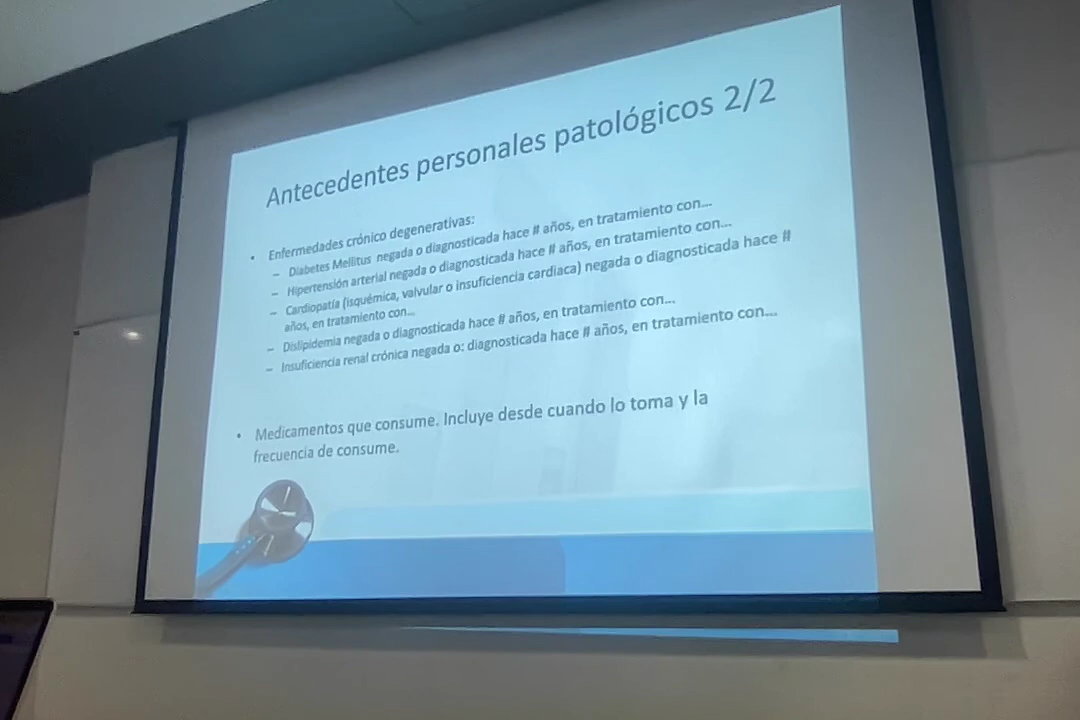 Antecedentes personales patológicos 2/2
• Enfermedades crónico degenerativas:
– Diabetes Mellitus negada o diagnosticada hace # años, en tratamiento con...
– Hipertensión arterial negada o diagnosticada hace # años, en tratamiento con...
– Cardiopatía (isquémica, valvular o insuficiencia cardiaca) negada o diagnosticada hace #
años, en tratamiento con...
– Dislipidemia negada o diagnosticada hace # años, en tratamiento con...
– Insuficiencia renal crónica negada o: diagnosticada hace # años, en tratamiento con...
• Medicamentos que consume. Incluye desde cuando lo toma y la
frecuencia de consume.